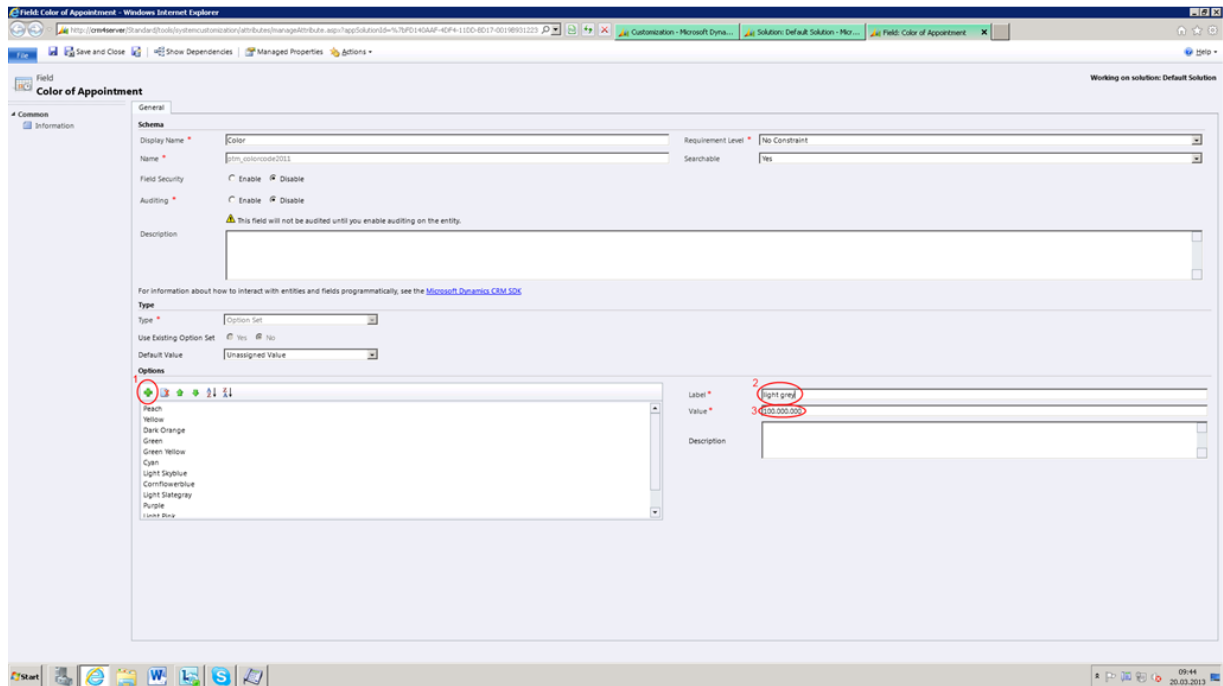 Field: Color of Appointment - Windows Internet Explorer
Customization - Microsoft Dyna...
Solution: Default Solution - Micr...
Field: Color of Appointment
File
Save and Close
Show Dependencies
Managed Properties
Actions
Help
Field
Color of Appointment
Working on solution: Default Solution
Common
Information
General
Schema
Display Name *
Color
Requirement Level *
No Constraint
Name *
ptm_colorcode2011
Searchable
Yes
Field Security
Enable
Disable
Auditing *
Enable
Disable
This field will not be audited until you enable auditing on the entity.
Description
For information about how to interact with entities and fields programmatically, see the Microsoft Dynamics CRM SDK
Type
Type *
Option Set
Use Existing Option Set
Yes
No
Default Value
Unassigned Value
Options
1
2
Label *
light grey
Value *
3
100.000.000
Description
Peach
Yellow
Dark Orange
Green
Green Yellow
Cyan
Light Skyblue
Cornflowerblue
Light Slategray
Purple
Light Pink
Start
09:44
20.03.2013